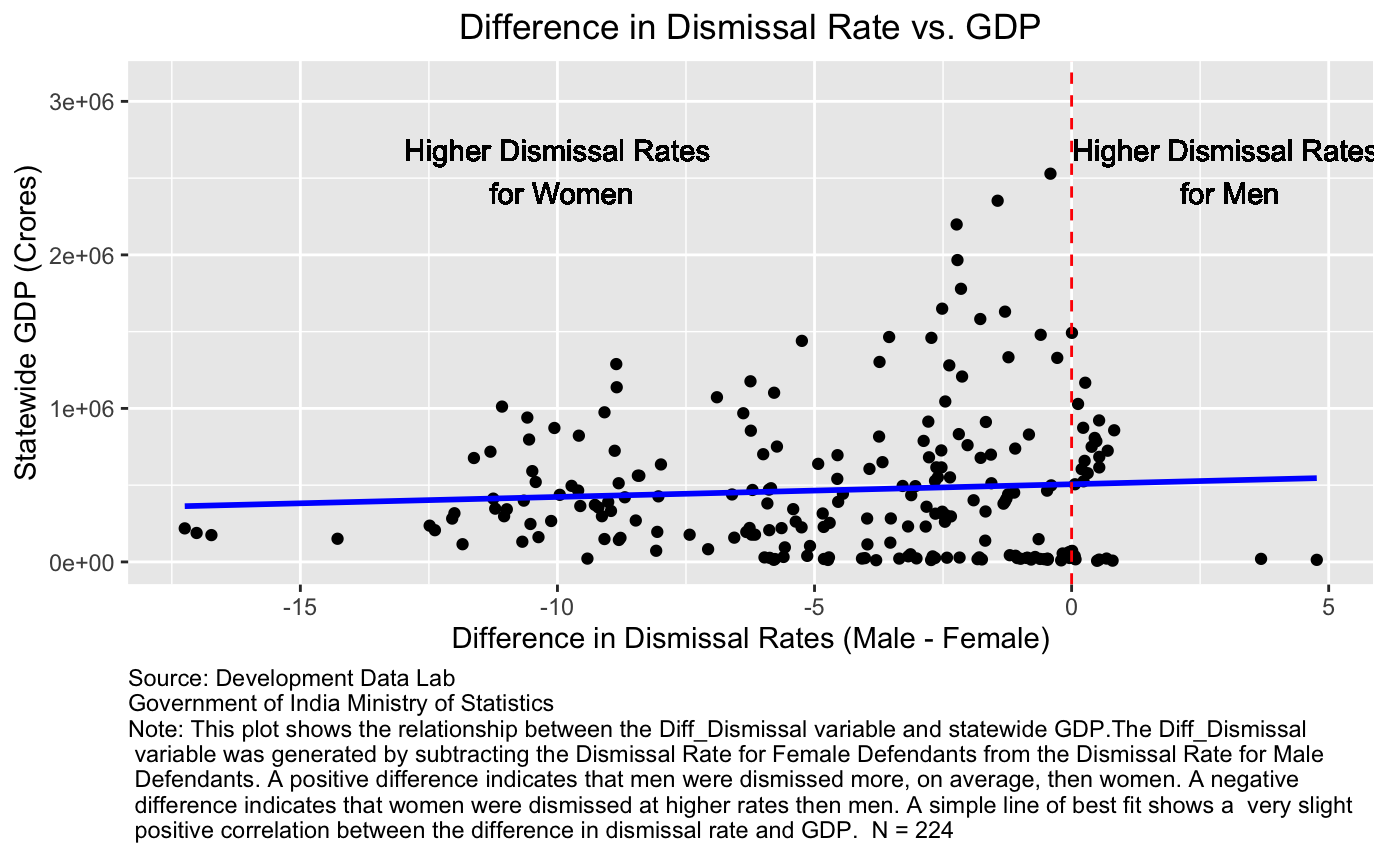 Difference in Dismissal Rate vs. GDP
3e+06
2e+06
1e+06
0e+00
Statewide GDP (Crores)
Higher Dismissal Rates
for Women
Higher Dismissal Rates
for Men
-15
-10
-5
0
5
Difference in Dismissal Rates (Male - Female)
Source: Development Data Lab
Government of India Ministry of Statistics
Note: This plot shows the relationship between the Diff_Dismissal variable and statewide GDP.The Diff_Dismissal
variable was generated by subtracting the Dismissal Rate for Female Defendants from the Dismissal Rate for Male
Defendants. A positive difference indicates that men were dismissed more, on average, then women. A negative
difference indicates that women were dismissed at higher rates then men. A simple line of best fit shows a  very slight
positive correlation between the difference in dismissal rate and GDP.  N = 224